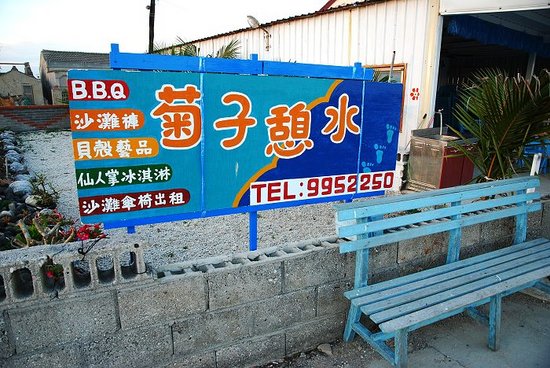 B.B.Q
沙灘褲
貝殼藝品
仙人掌冰淇淋
沙灘傘椅出租
菊子憩水
TEL:9952250